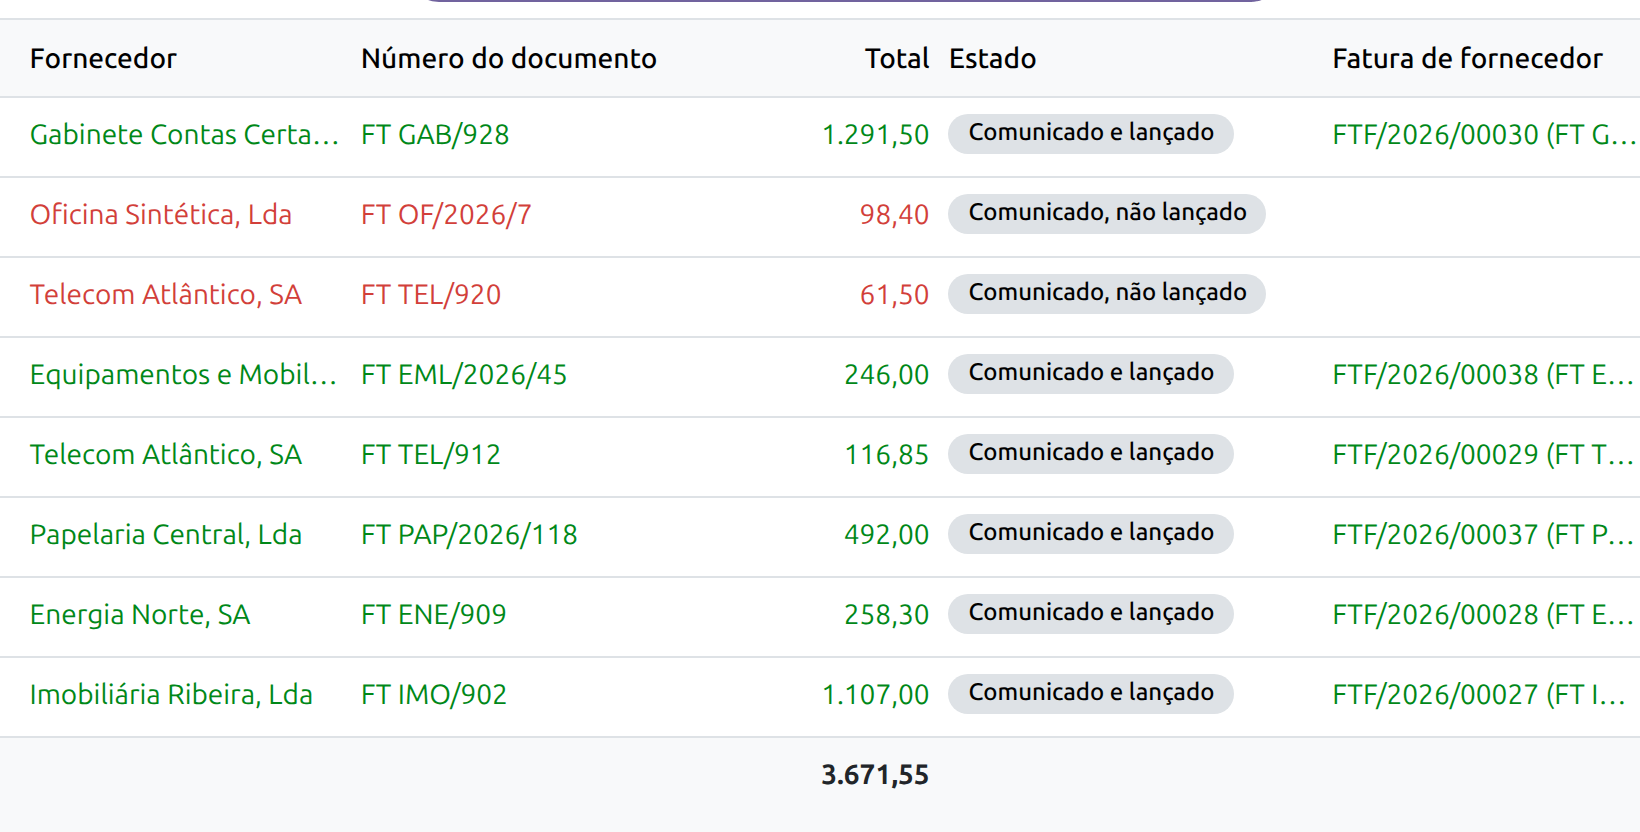 Fornecedor Número do documento Total Estado Fatura de fornecedor
Gabinete Contas Certa… FT GAB/928 1.291,50 Comunicado e lançado FTF/2026/00030 (FT G…
Oficina Sintética, Lda FT OF/2026/7 98,40 Comunicado, não lançado
Telecom Atlântico, SA FT TEL/920 61,50 Comunicado, não lançado
Equipamentos e Mobil… FT EML/2026/45 246,00 Comunicado e lançado FTF/2026/00038 (FT E…
Telecom Atlântico, SA FT TEL/912 116,85 Comunicado e lançado FTF/2026/00029 (FT T…
Papelaria Central, Lda FT PAP/2026/118 492,00 Comunicado e lançado FTF/2026/00037 (FT P…
Energia Norte, SA FT ENE/909 258,30 Comunicado e lançado FTF/2026/00028 (FT E…
Imobiliária Ribeira, Lda FT IMO/902 1.107,00 Comunicado e lançado FTF/2026/00027 (FT I…
3.671,55